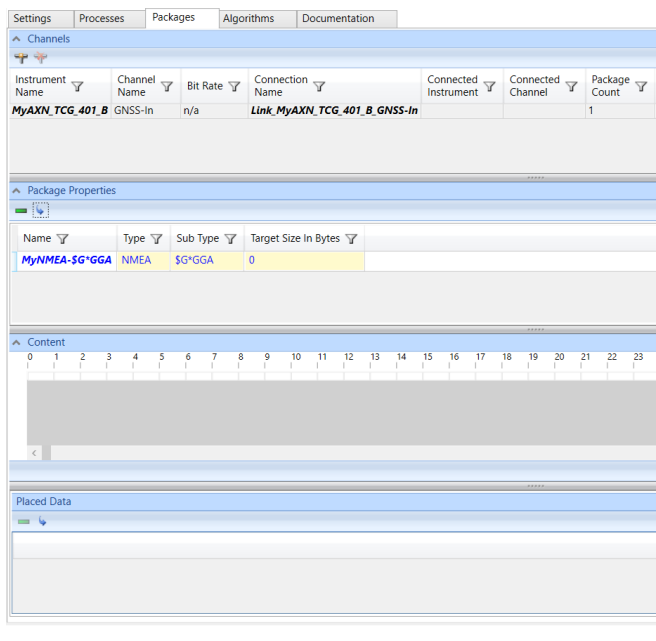 Settings Processes Packages Algorithms Documentation
Channels
Instrument Name Channel Name Bit Rate Connection Name Connected Instrument Connected Channel Package Count
MyAXN_TCG_401_B GNSS-In n/a Link_MyAXN_TCG_401_B_GNSS-In 1
Package Properties
Name Type Sub Type Target Size In Bytes
MyNMEA-$G*GGA NMEA $G*GGA 0
Content
0 1 2 3 4 5 6 7 8 9 10 11 12 13 14 15 16 17 18 19 20 21 22 23
Placed Data